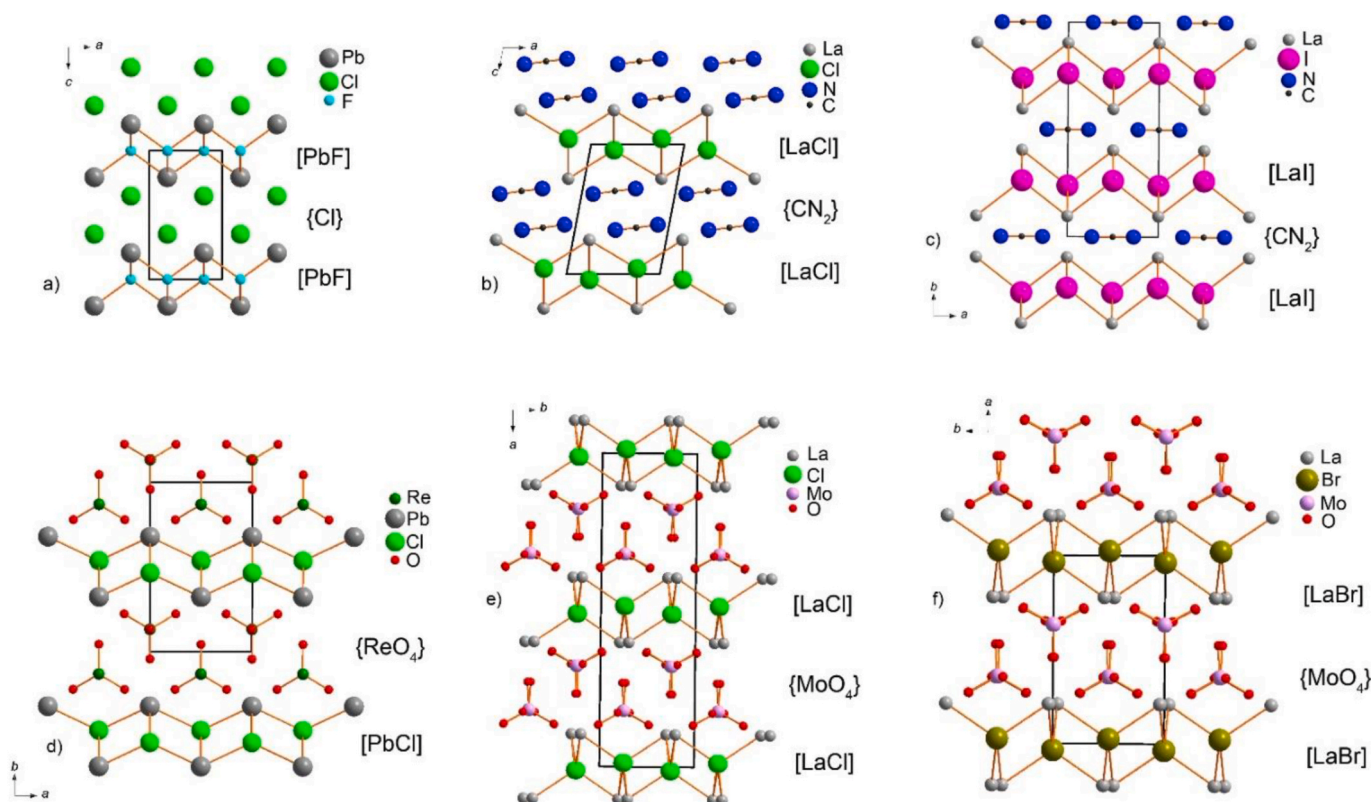 a
c
Pb
Cl
F
[PbF]
{Cl}
[PbF]
a)
a
c
La
Cl
N
C
[LaCl]
{CN₂}
[LaCl]
b)
La
I
N
C
[LaI]
{CN₂}
[LaI]
c)
b
a
Re
Pb
Cl
O
{ReO₄}
[PbCl]
d)
b
a
b
a
La
Cl
Mo
O
e)
[LaCl]
{MoO₄}
[LaCl]
a
b
La
Br
Mo
O
f)
[LaBr]
{MoO₄}
[LaBr]